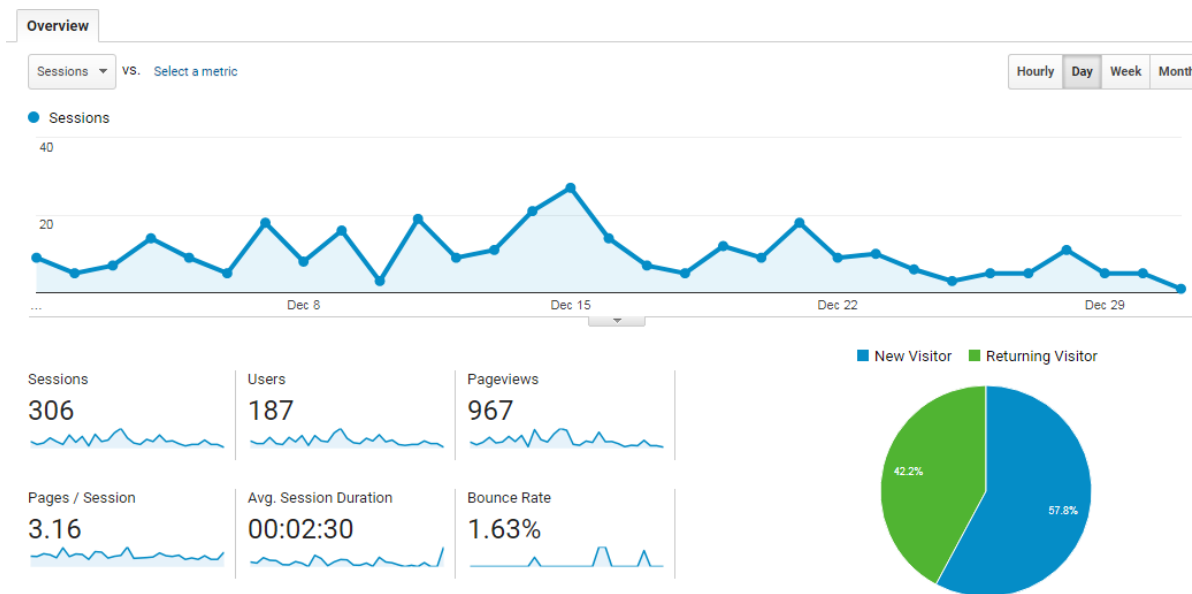 Overview
Sessions VS. Select a metric
Hourly Day Week Month
Sessions
40
20
... Dec 8 Dec 15 Dec 22 Dec 29
New Visitor Returning Visitor
Sessions Users Pageviews
306 187 967
42.2%
57.8%
Pages / Session Avg. Session Duration Bounce Rate
3.16 00:02:30 1.63%